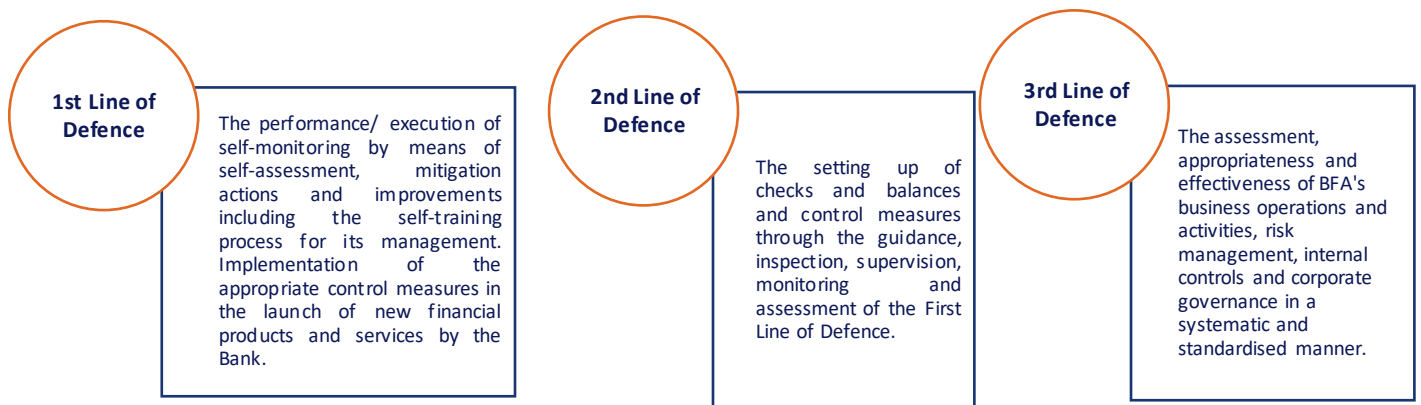 1st Line of
Defence
The performance/ execution of
self-monitoring by means of
self-assessment, mitigation
actions and improvements
including the self-training
process for its management.
Implementation of the
appropriate control measures in
the launch of new financial
products and services by the
Bank.
2nd Line of
Defence
The setting up of
checks and balances
and control measures
through the guidance,
inspection, supervision,
monitoring and
assessment of the First
Line of Defence.
3rd Line of
Defence
The assessment,
appropriateness and
effectiveness of BFA's
business operations and
activities, risk
management, internal
controls and corporate
governance in a
systematic and
standardised manner.